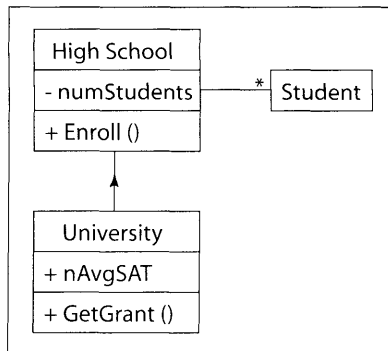 High School
- numStudents
*
Student
+ Enroll ()
University
+ nAvgSAT
+ GetGrant ()